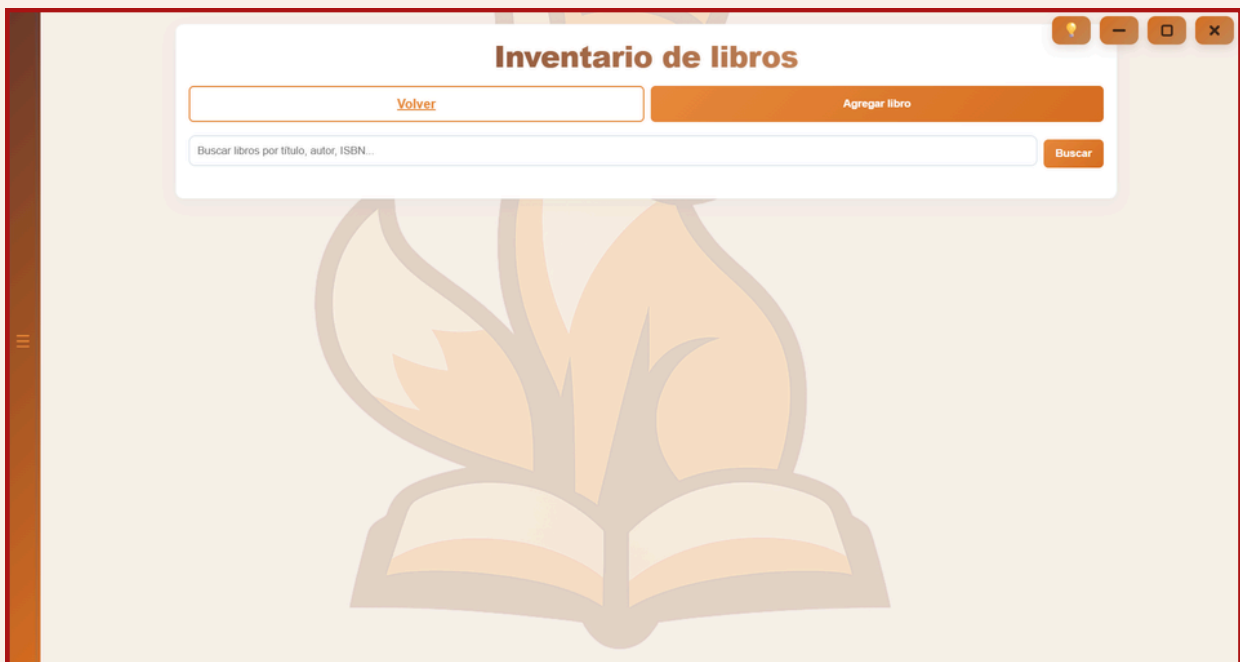 Inventario de libros
Volver
Agregar libro
Buscar libros por título, autor, ISBN...
Buscar